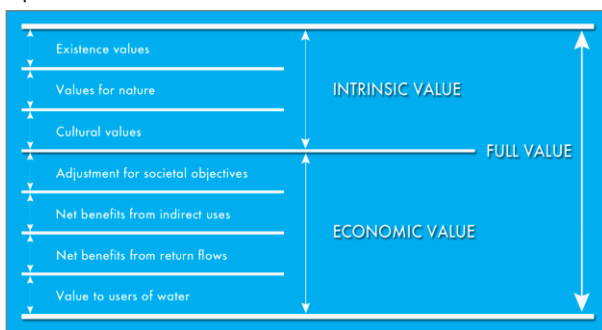 Existence values
Values for nature
INTRINSIC VALUE
Cultural values
FULL VALUE
Adjustment for societal objectives
Net benefits from indirect uses
ECONOMIC VALUE
Net benefits from return flows
Value to users of water